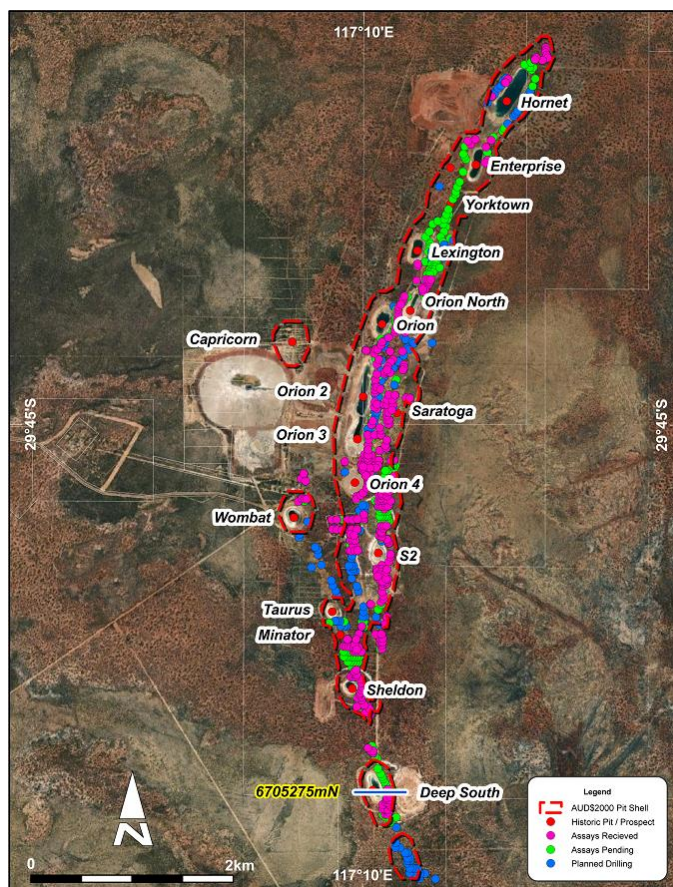 117°10'E
Hornet
Enterprise
Yorktown
Lexington
Orion North
Orion
Capricorn
Orion 2
Saratoga
29°45'S
29°45'S
Orion 3
Orion 4
Wombat
S2
Taurus
Minator
Sheldon
6705275mN
Deep South
Legend
AUD$2000 Pit Shell
Historic Pit / Prospect
Assays Recieved
Assays Pending
Planned Drilling
N
0
2km
117°10'E